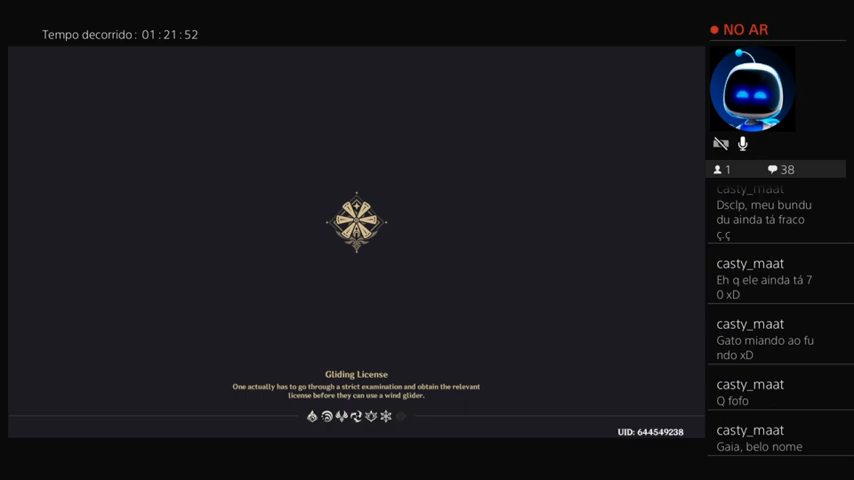 Tempo decorrido: 01:21:52
NO AR
1
38
casty_maat
Dsclp, meu bundu
du ainda tá fraco
ç.ç
casty_maat
Eh q ele ainda tá 7
0 xD
casty_maat
Gato miando ao fu
ndo xD
casty_maat
Q fofo
casty_maat
Gaia, belo nome
Gliding License
One actually has to go through a strict examination and obtain the relevant
license before they can use a wind glider.
UID: 644549238